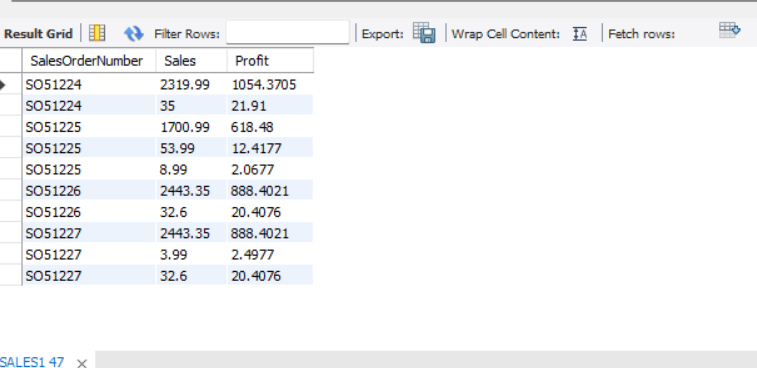 Result Grid Filter Rows: Export: Wrap Cell Content: IA Fetch rows:
SalesOrderNumber Sales Profit
SO51224 2319.99 1054.3705
SO51224 35 21.91
SO51225 1700.99 618.48
SO51225 53.99 12.4177
SO51225 8.99 2.0677
SO51226 2443.35 888.4021
SO51226 32.6 20.4076
SO51227 2443.35 888.4021
SO51227 3.99 2.4977
SO51227 32.6 20.4076
SALES1 47